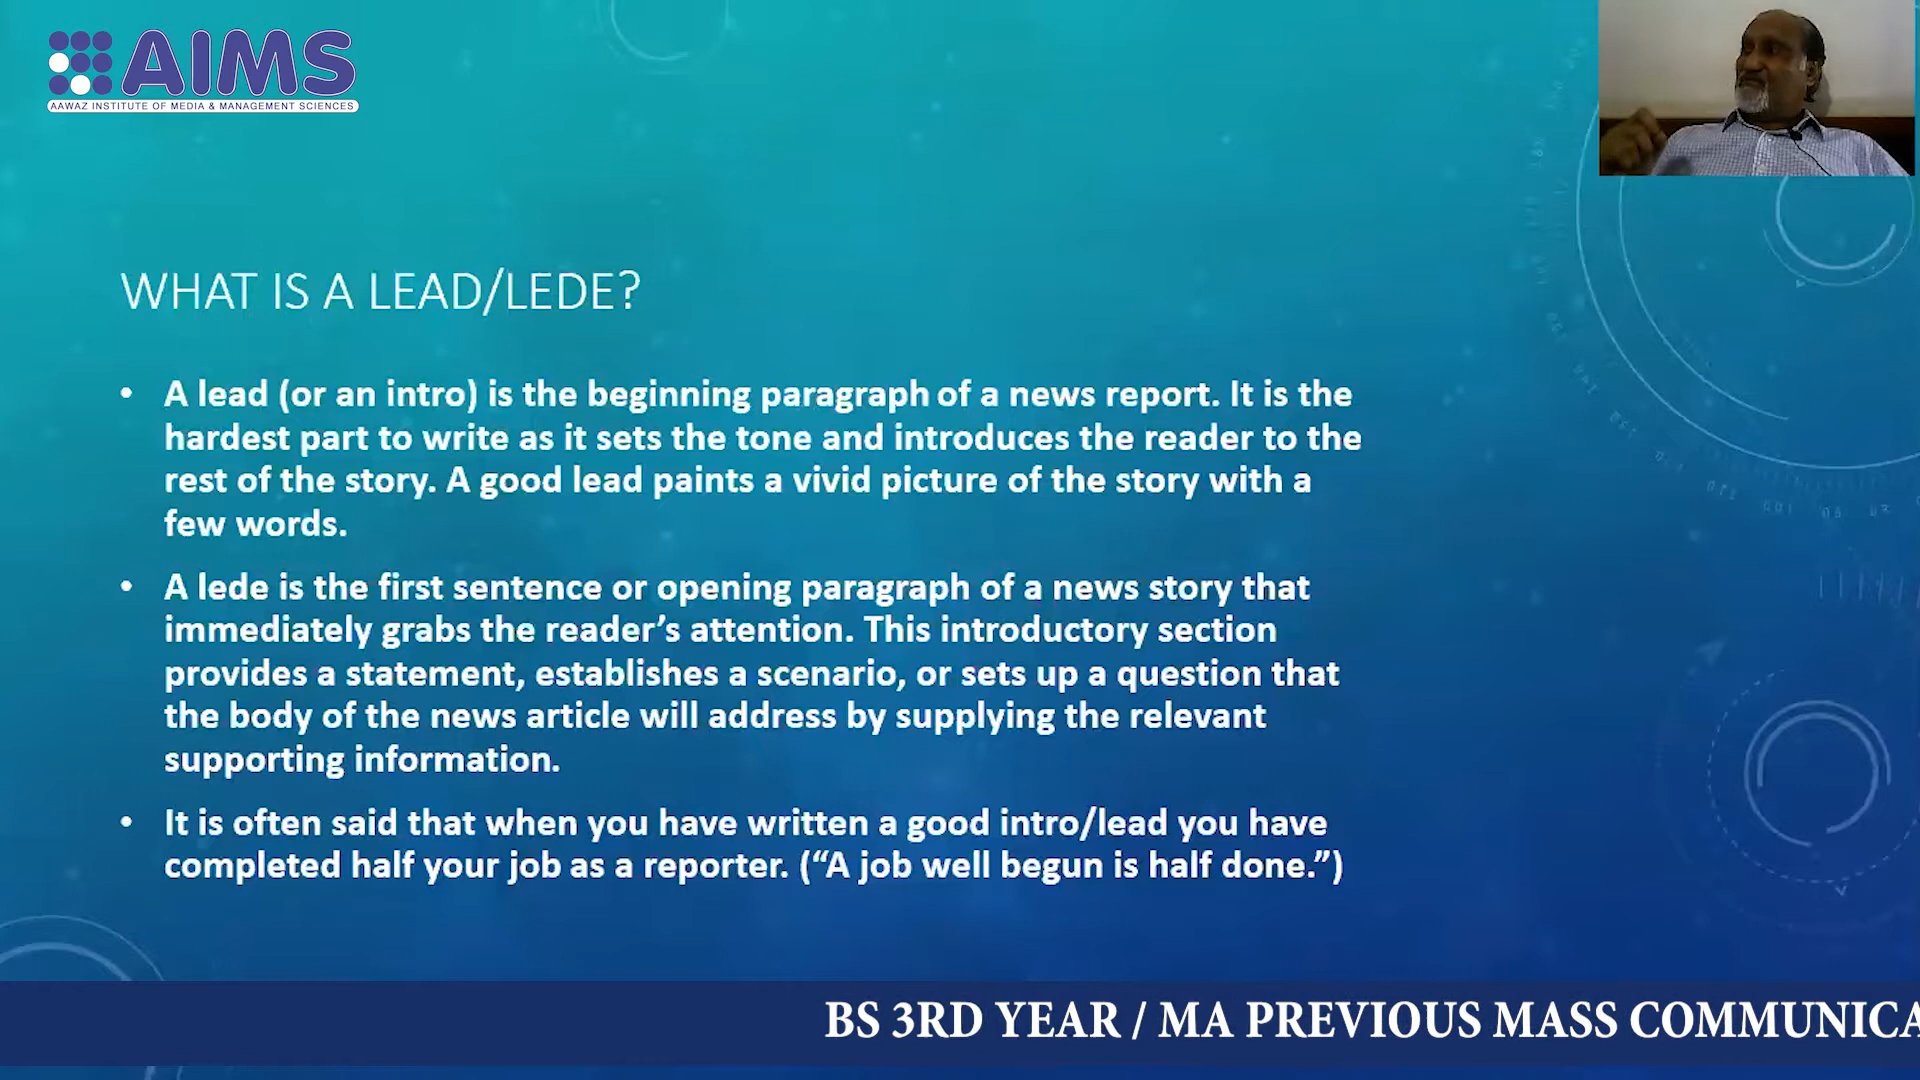 AIMS
AAWAZ INSTITUTE OF MEDIA & MANAGEMENT SCIENCES
WHAT IS A LEAD/LEDE?
• A lead (or an intro) is the beginning paragraph of a news report. It is the
hardest part to write as it sets the tone and introduces the reader to the
rest of the story. A good lead paints a vivid picture of the story with a
few words.
• A lede is the first sentence or opening paragraph of a news story that
immediately grabs the reader’s attention. This introductory section
provides a statement, establishes a scenario, or sets up a question that
the body of the news article will address by supplying the relevant
supporting information.
• It is often said that when you have written a good intro/lead you have
completed half your job as a reporter. (“A job well begun is half done.”)
BS 3RD YEAR / MA PREVIOUS MASS COMMUNICA